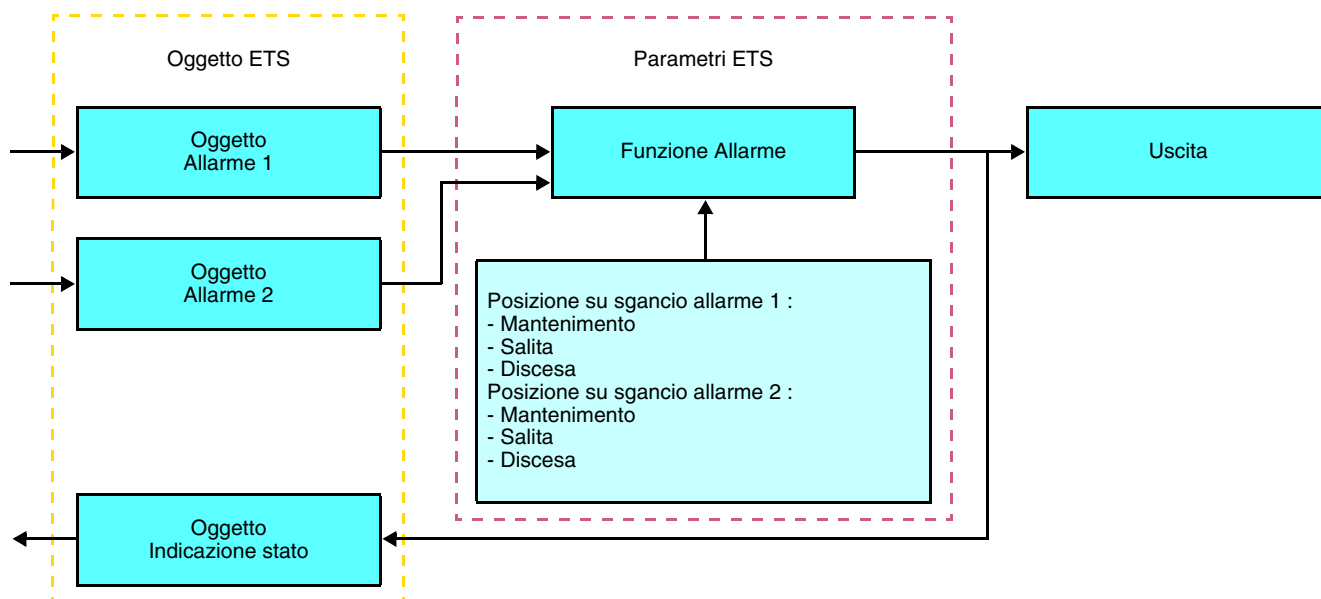 Oggetto ETS
Parametri ETS
Oggetto
Allarme 1
Funzione Allarme
Uscita
Oggetto
Allarme 2
Posizione su sgancio allarme 1 :
- Mantenimento
- Salita
- Discesa
Posizione su sgancio allarme 2 :
- Mantenimento
- Salita
- Discesa
Oggetto
Indicazione stato